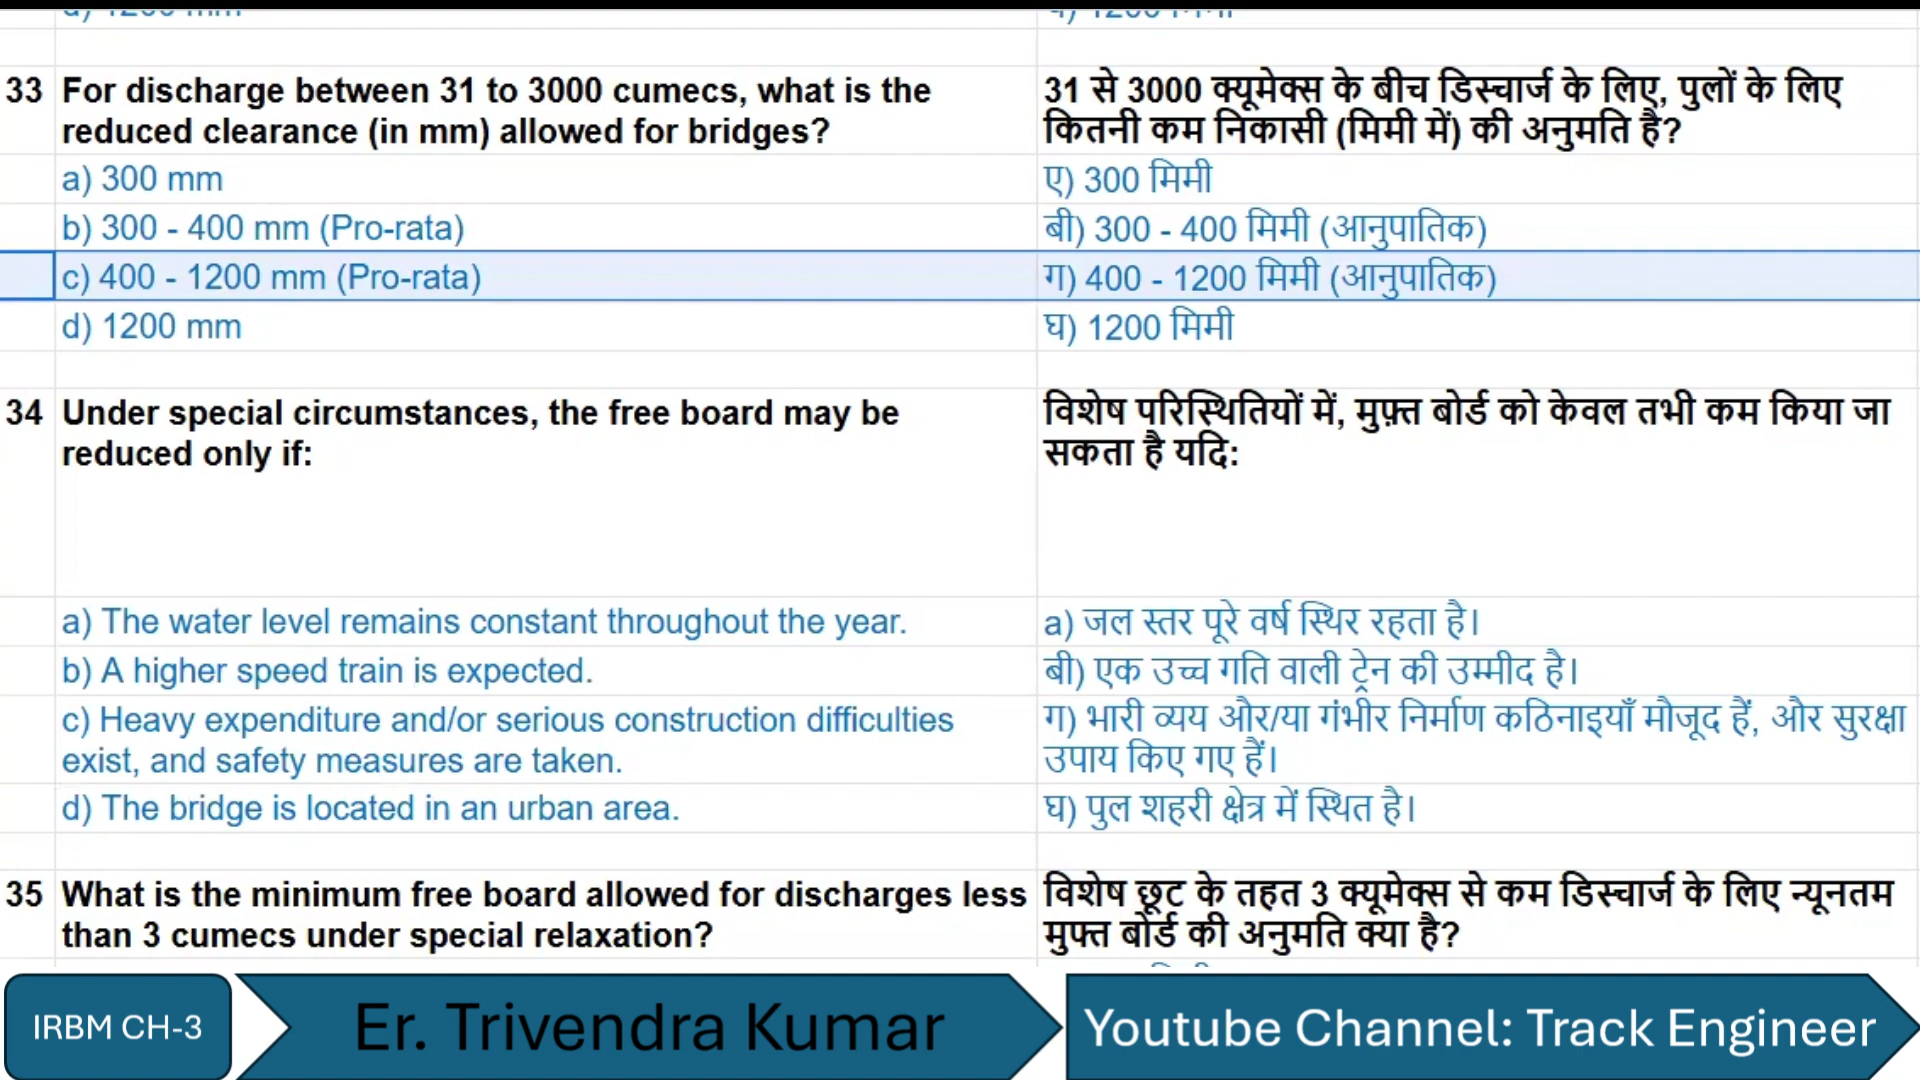 33 For discharge between 31 to 3000 cumecs, what is the
reduced clearance (in mm) allowed for bridges?
31 से 3000 क्यूमेक्स के बीच डिस्चार्ज के लिए, पुलों के लिए
कितनी कम निकासी (मिमी में) की अनुमति है?
a) 300 mm
ए) 300 मिमी
b) 300 - 400 mm (Pro-rata)
बी) 300 - 400 मिमी (आनुपातिक)
c) 400 - 1200 mm (Pro-rata)
ग) 400 - 1200 मिमी (आनुपातिक)
d) 1200 mm
घ) 1200 मिमी
34 Under special circumstances, the free board may be
reduced only if:
विशेष परिस्थितियों में, मुफ़्त बोर्ड को केवल तभी कम किया जा
सकता है यदि:
a) The water level remains constant throughout the year.
a) जल स्तर पूरे वर्ष स्थिर रहता है।
b) A higher speed train is expected.
बी) एक उच्च गति वाली ट्रेन की उम्मीद है।
c) Heavy expenditure and/or serious construction difficulties
exist, and safety measures are taken.
ग) भारी व्यय और/या गंभीर निर्माण कठिनाइयाँ मौजूद हैं, और सुरक्षा
उपाय किए गए हैं।
d) The bridge is located in an urban area.
घ) पुल शहरी क्षेत्र में स्थित है।
35 What is the minimum free board allowed for discharges less
than 3 cumecs under special relaxation?
विशेष छूट के तहत 3 क्यूमेक्स से कम डिस्चार्ज के लिए न्यूनतम
मुफ्त बोर्ड की अनुमति क्या है?
IRBM CH-3
Er. Trivendra Kumar
Youtube Channel: Track Engineer